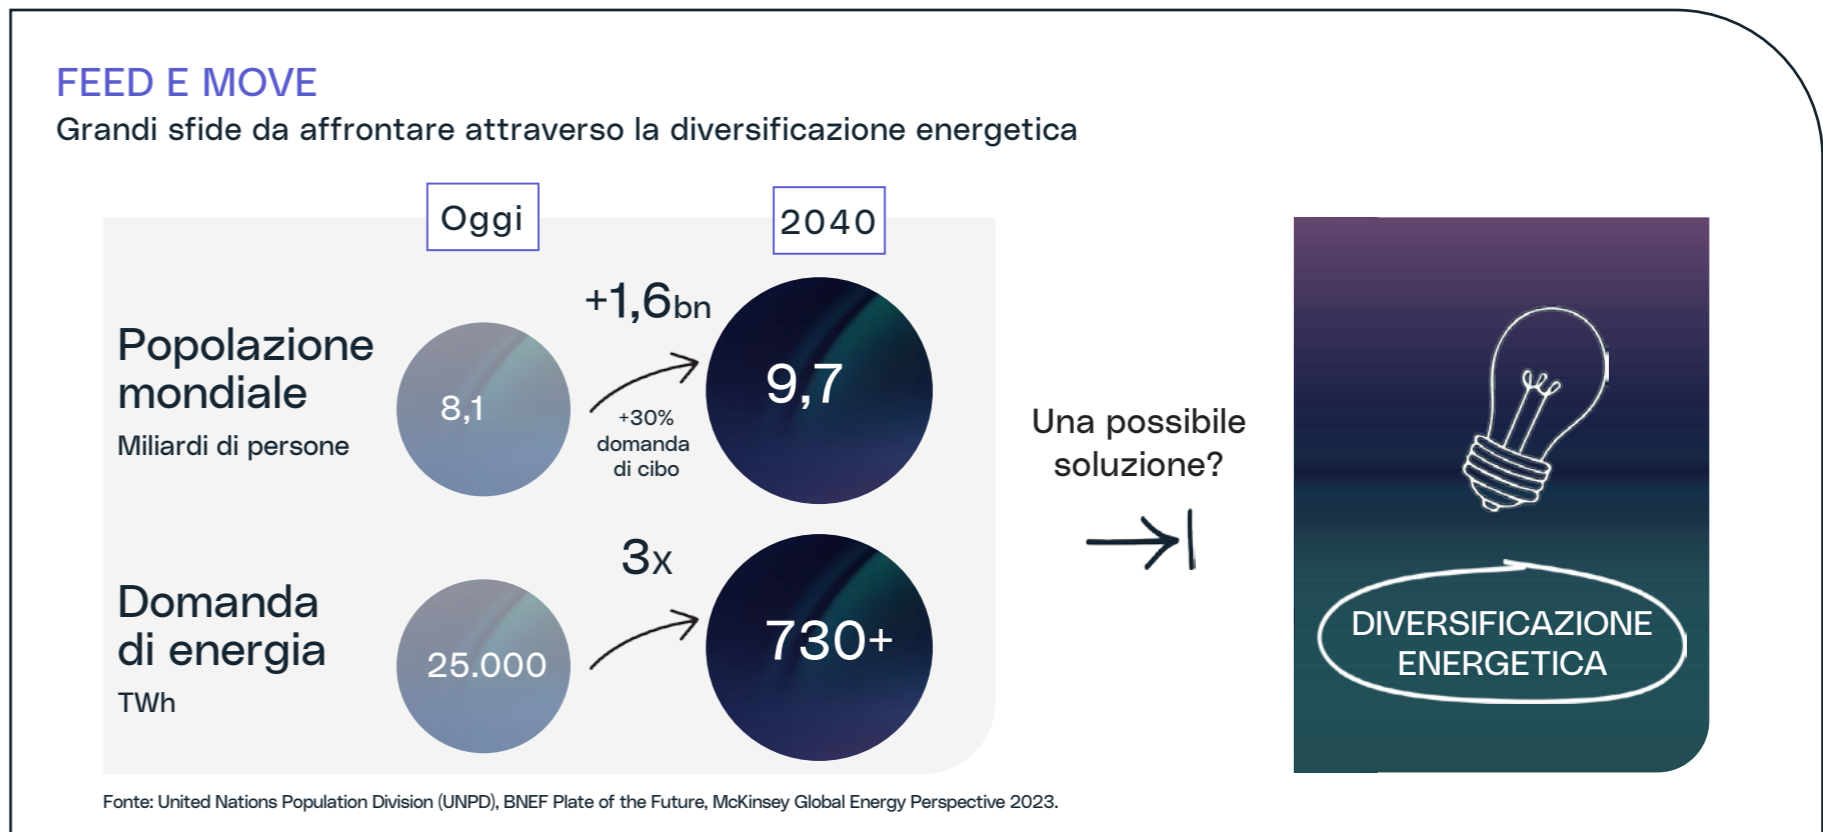 FEED E MOVE
Grandi sfide da affrontare attraverso la diversificazione energetica
Oggi
2040
Popolazione
mondiale
Miliardi di persone
8,1
+1,6bn
+30%
domanda
di cibo
9,7
Domanda
di energia
TWh
25.000
3x
730+
Una possibile
soluzione?
DIVERSIFICAZIONE
ENERGETICA
Fonte: United Nations Population Division (UNPD), BNEF Plate of the Future, McKinsey Global Energy Perspective 2023.